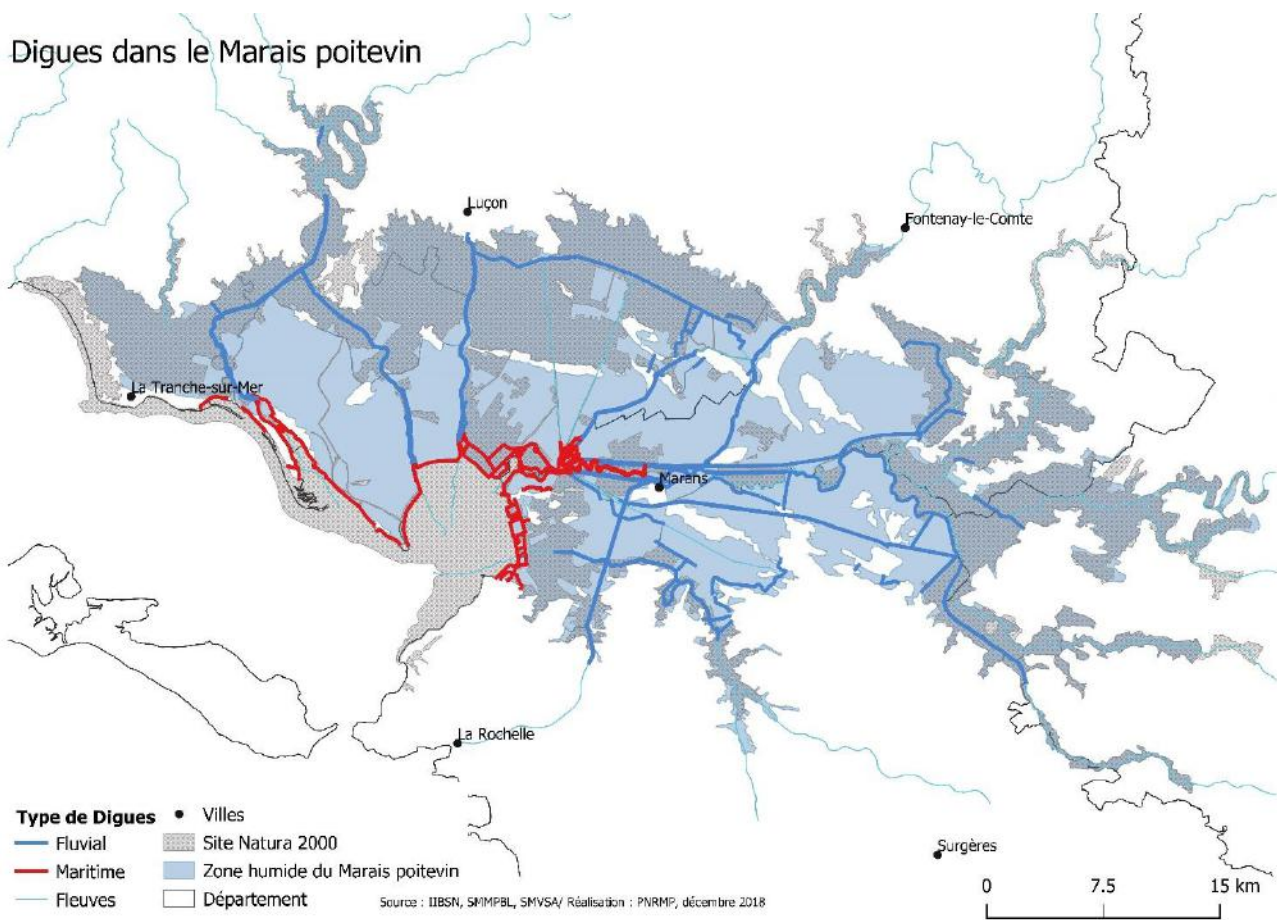 Digues dans le Marais poitevin
Luçon
Fontenay-le-Comte
La Tranche-sur-Mer
Marans
La Rochelle
Surgères
Type de Digues
Fluvial
Maritime
Fleuves
Villes
Site Natura 2000
Zone humide du Marais poitevin
Département
Source : IIBSN, SMMPBL, SMVSA/ Réalisation : PNRMP, décembre 2018
0 7.5 15 km